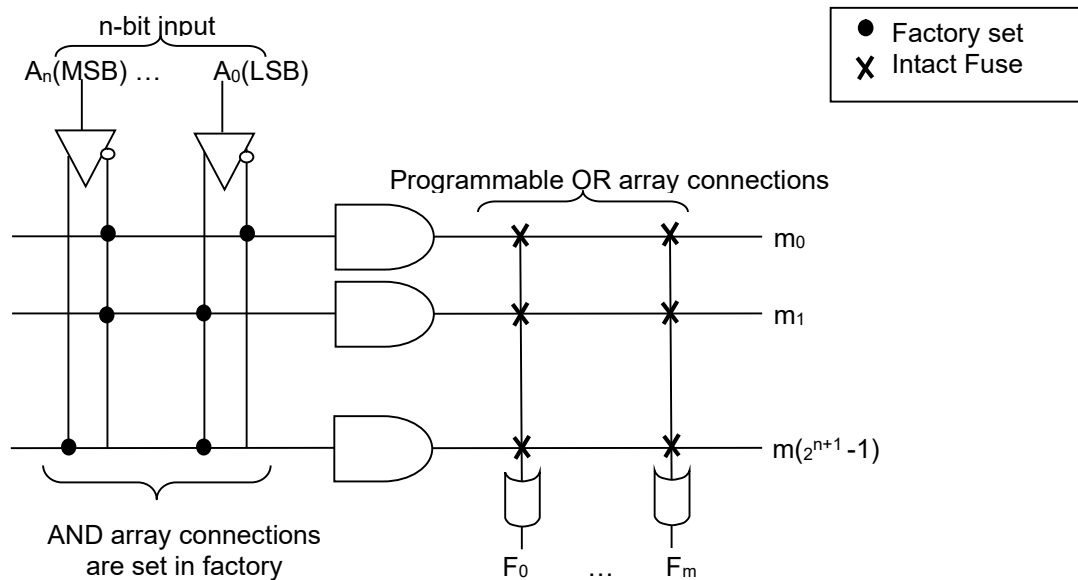 n-bit input
Aₙ(MSB) … A₀(LSB)
Factory set
Intact Fuse
Programmable OR array connections
m₀
m₁
m(₂ⁿ⁺¹ -1)
AND array connections
are set in factory
F₀ … Fₘ